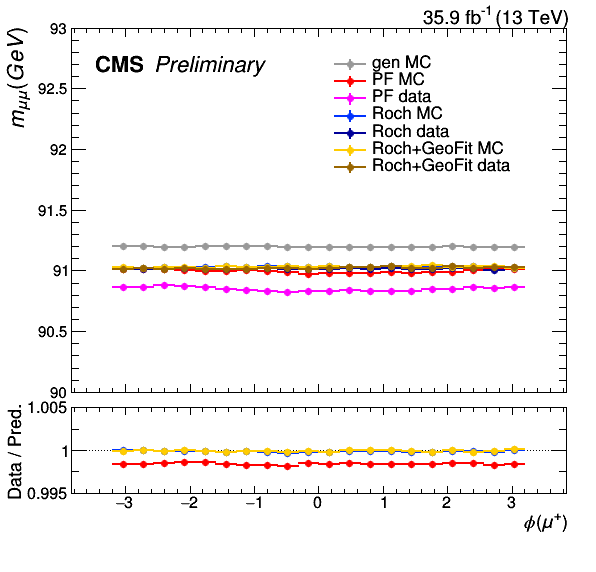 35.9 fb⁻¹ (13 TeV)
m_μμ (GeV)
CMS Preliminary
gen MC
PF MC
PF data
Roch MC
Roch data
Roch+GeoFit MC
Roch+GeoFit data
93
92.5
92
91.5
91
90.5
90
Data / Pred.
1.005
1
0.995
−3 −2 −1 0 1 2 3
ϕ(μ⁺)